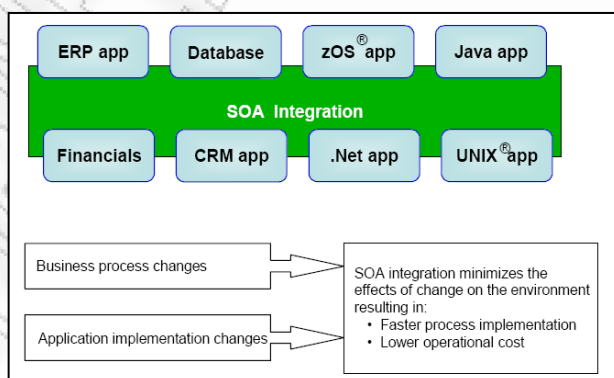 ERP app
Database
zOS® app
Java app
SOA Integration
Financials
CRM app
.Net app
UNIX® app
Business process changes
Application implementation changes
SOA integration minimizes the
effects of change on the environment
resulting in:
• Faster process implementation
• Lower operational cost